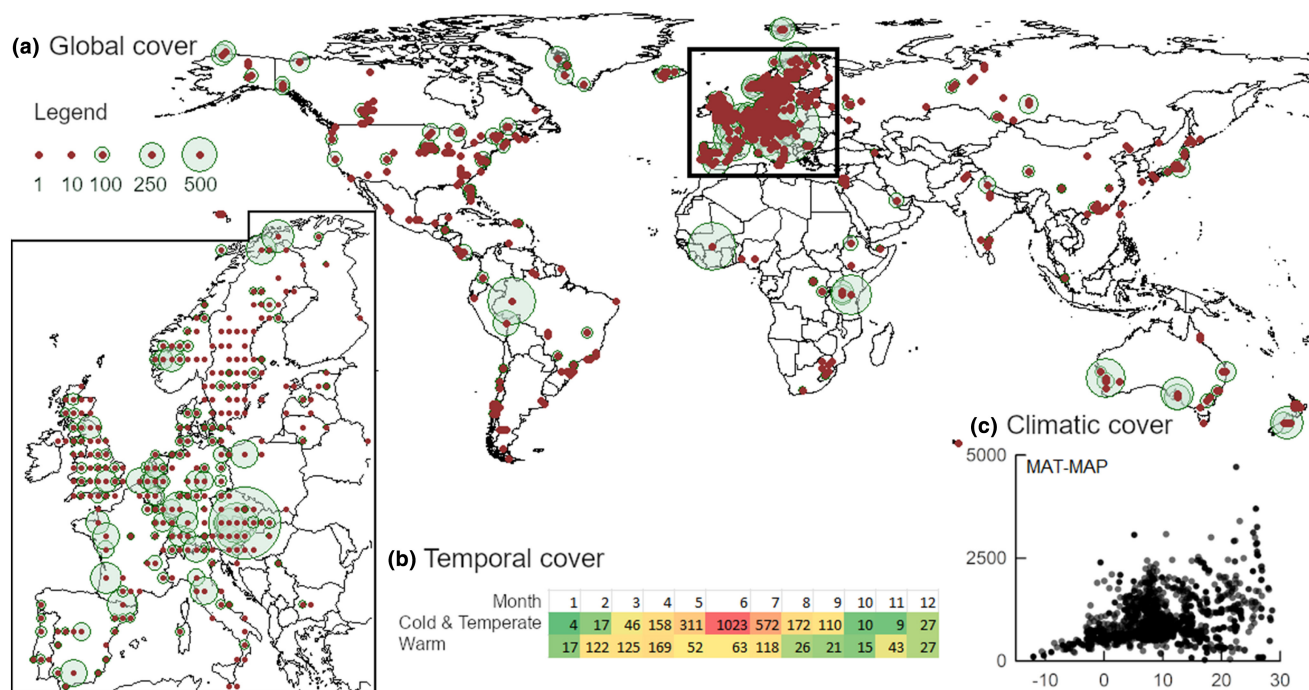 (a) Global cover
Legend
1 10 100 250 500
(b) Temporal cover
Month 1 2 3 4 5 6 7 8 9 10 11 12
Cold & Temperate 4 17 46 158 311 1023 572 172 110 10 9 27
Warm 17 122 125 169 52 63 118 26 21 15 43 27
(c) Climatic cover
MAT-MAP
5000
2500
0
-10 0 10 20 30